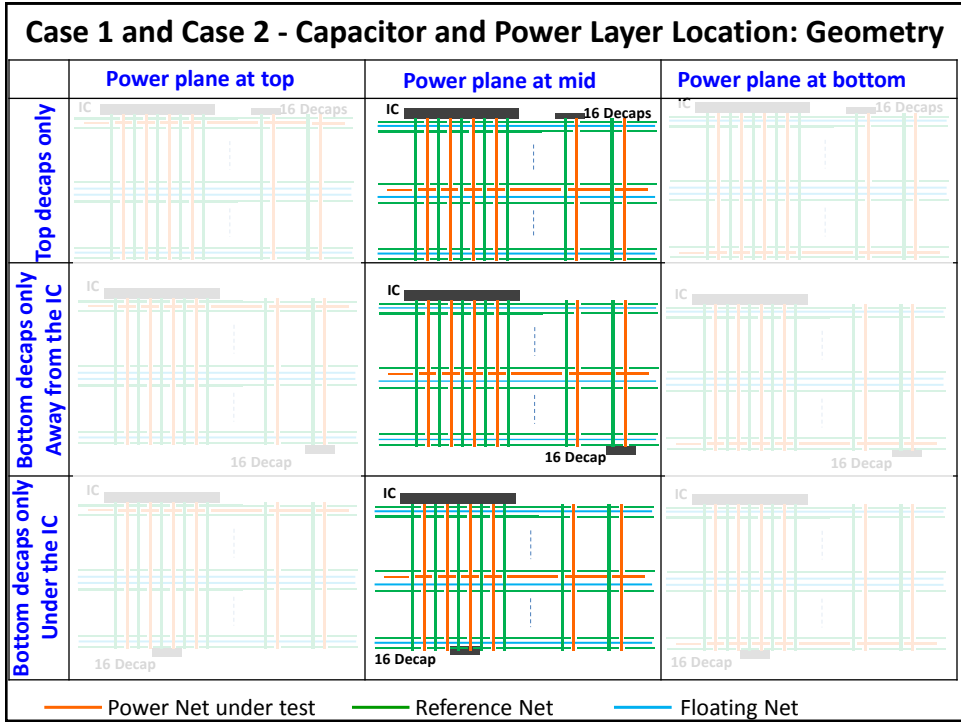 Case 1 and Case 2 - Capacitor and Power Layer Location: Geometry
Power plane at top
Power plane at mid
Power plane at bottom
Top decaps only
IC
16 Decaps
IC
16 Decaps
IC
16 Decaps
Bottom decaps only
Away from the IC
IC
16 Decap
IC
16 Decap
IC
16 Decap
Bottom decaps only
Under the IC
IC
16 Decap
IC
16 Decap
IC
16 Decap
Power Net under test
Reference Net
Floating Net